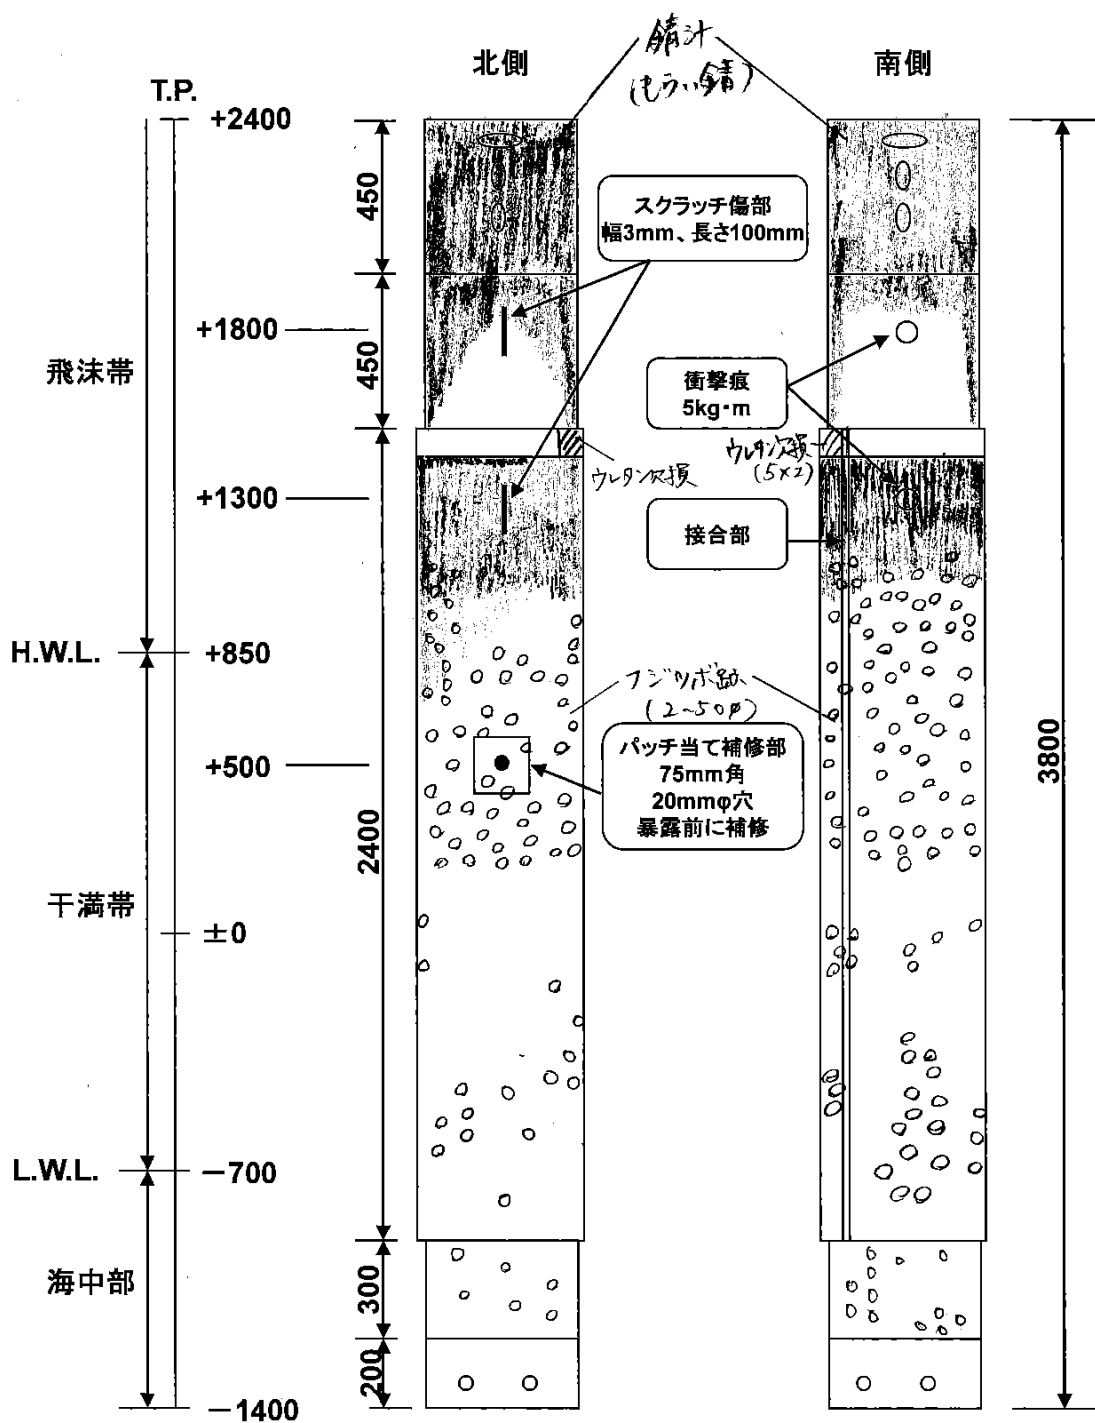 錆汁
(もらい錆)
北側
南側
T.P.
+2400
450
スクラッチ傷部
幅3mm、長さ100mm
+1800
飛沫帯
450
衝撃痕
5kg・m
ウレタン欠損
ウレタン欠損
(5×2)
+1300
接合部
H.W.L.
+850
フジツボ跡
(2~50φ)
パッチ当て補修部
75mm角
20mmφ穴
暴露前に補修
+500
3800
2400
干満帯
±0
L.W.L.
-700
海中部
300
200
-1400